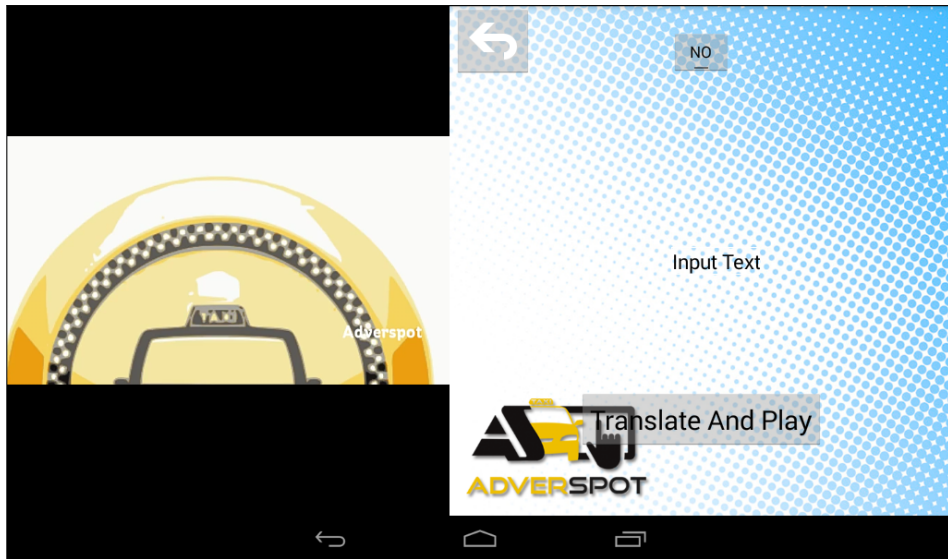 TAXI
Adverspot
NO
Input Text
Translate And Play
ADVERSPOT